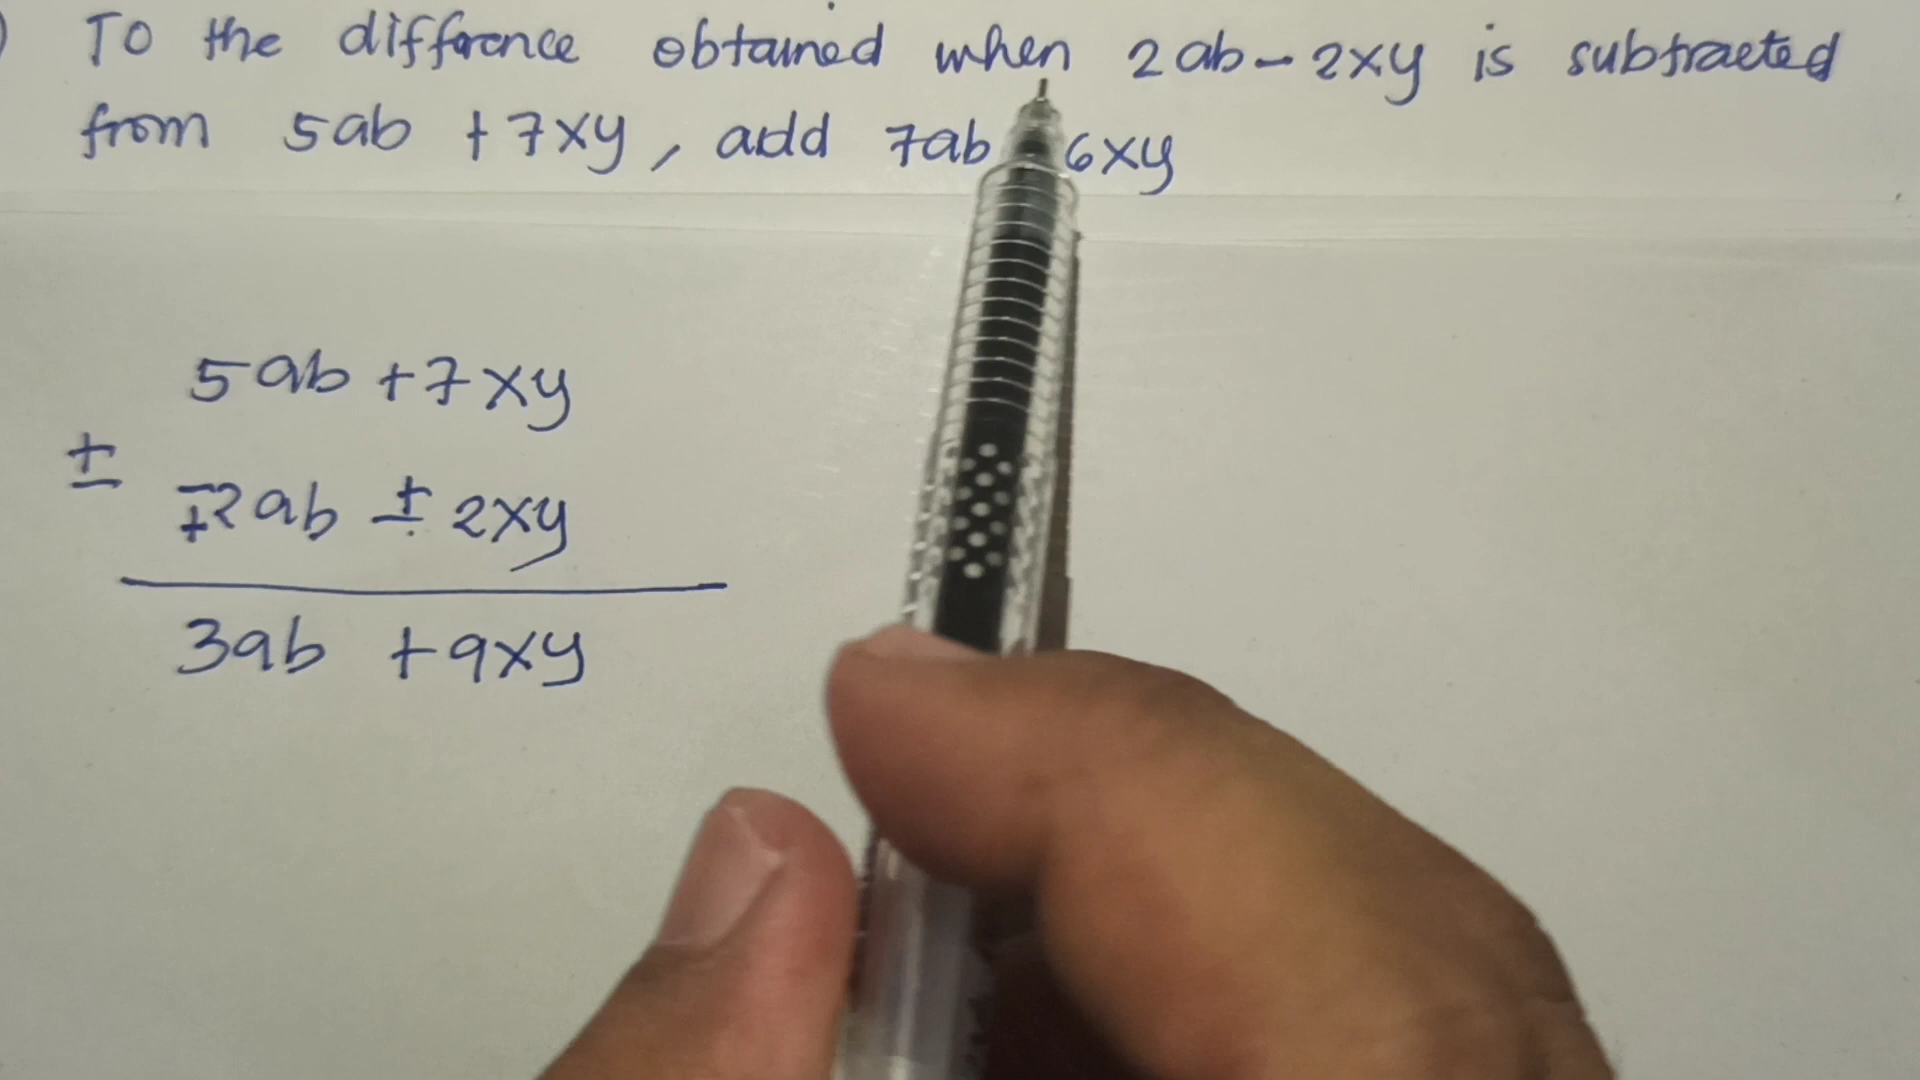 ) To the difference obtained when 2ab - 2xy is subtracted
from 5ab + 7xy, add 7ab 6xy
5ab + 7xy
± ∓2ab ± 2xy
3ab + 9xy